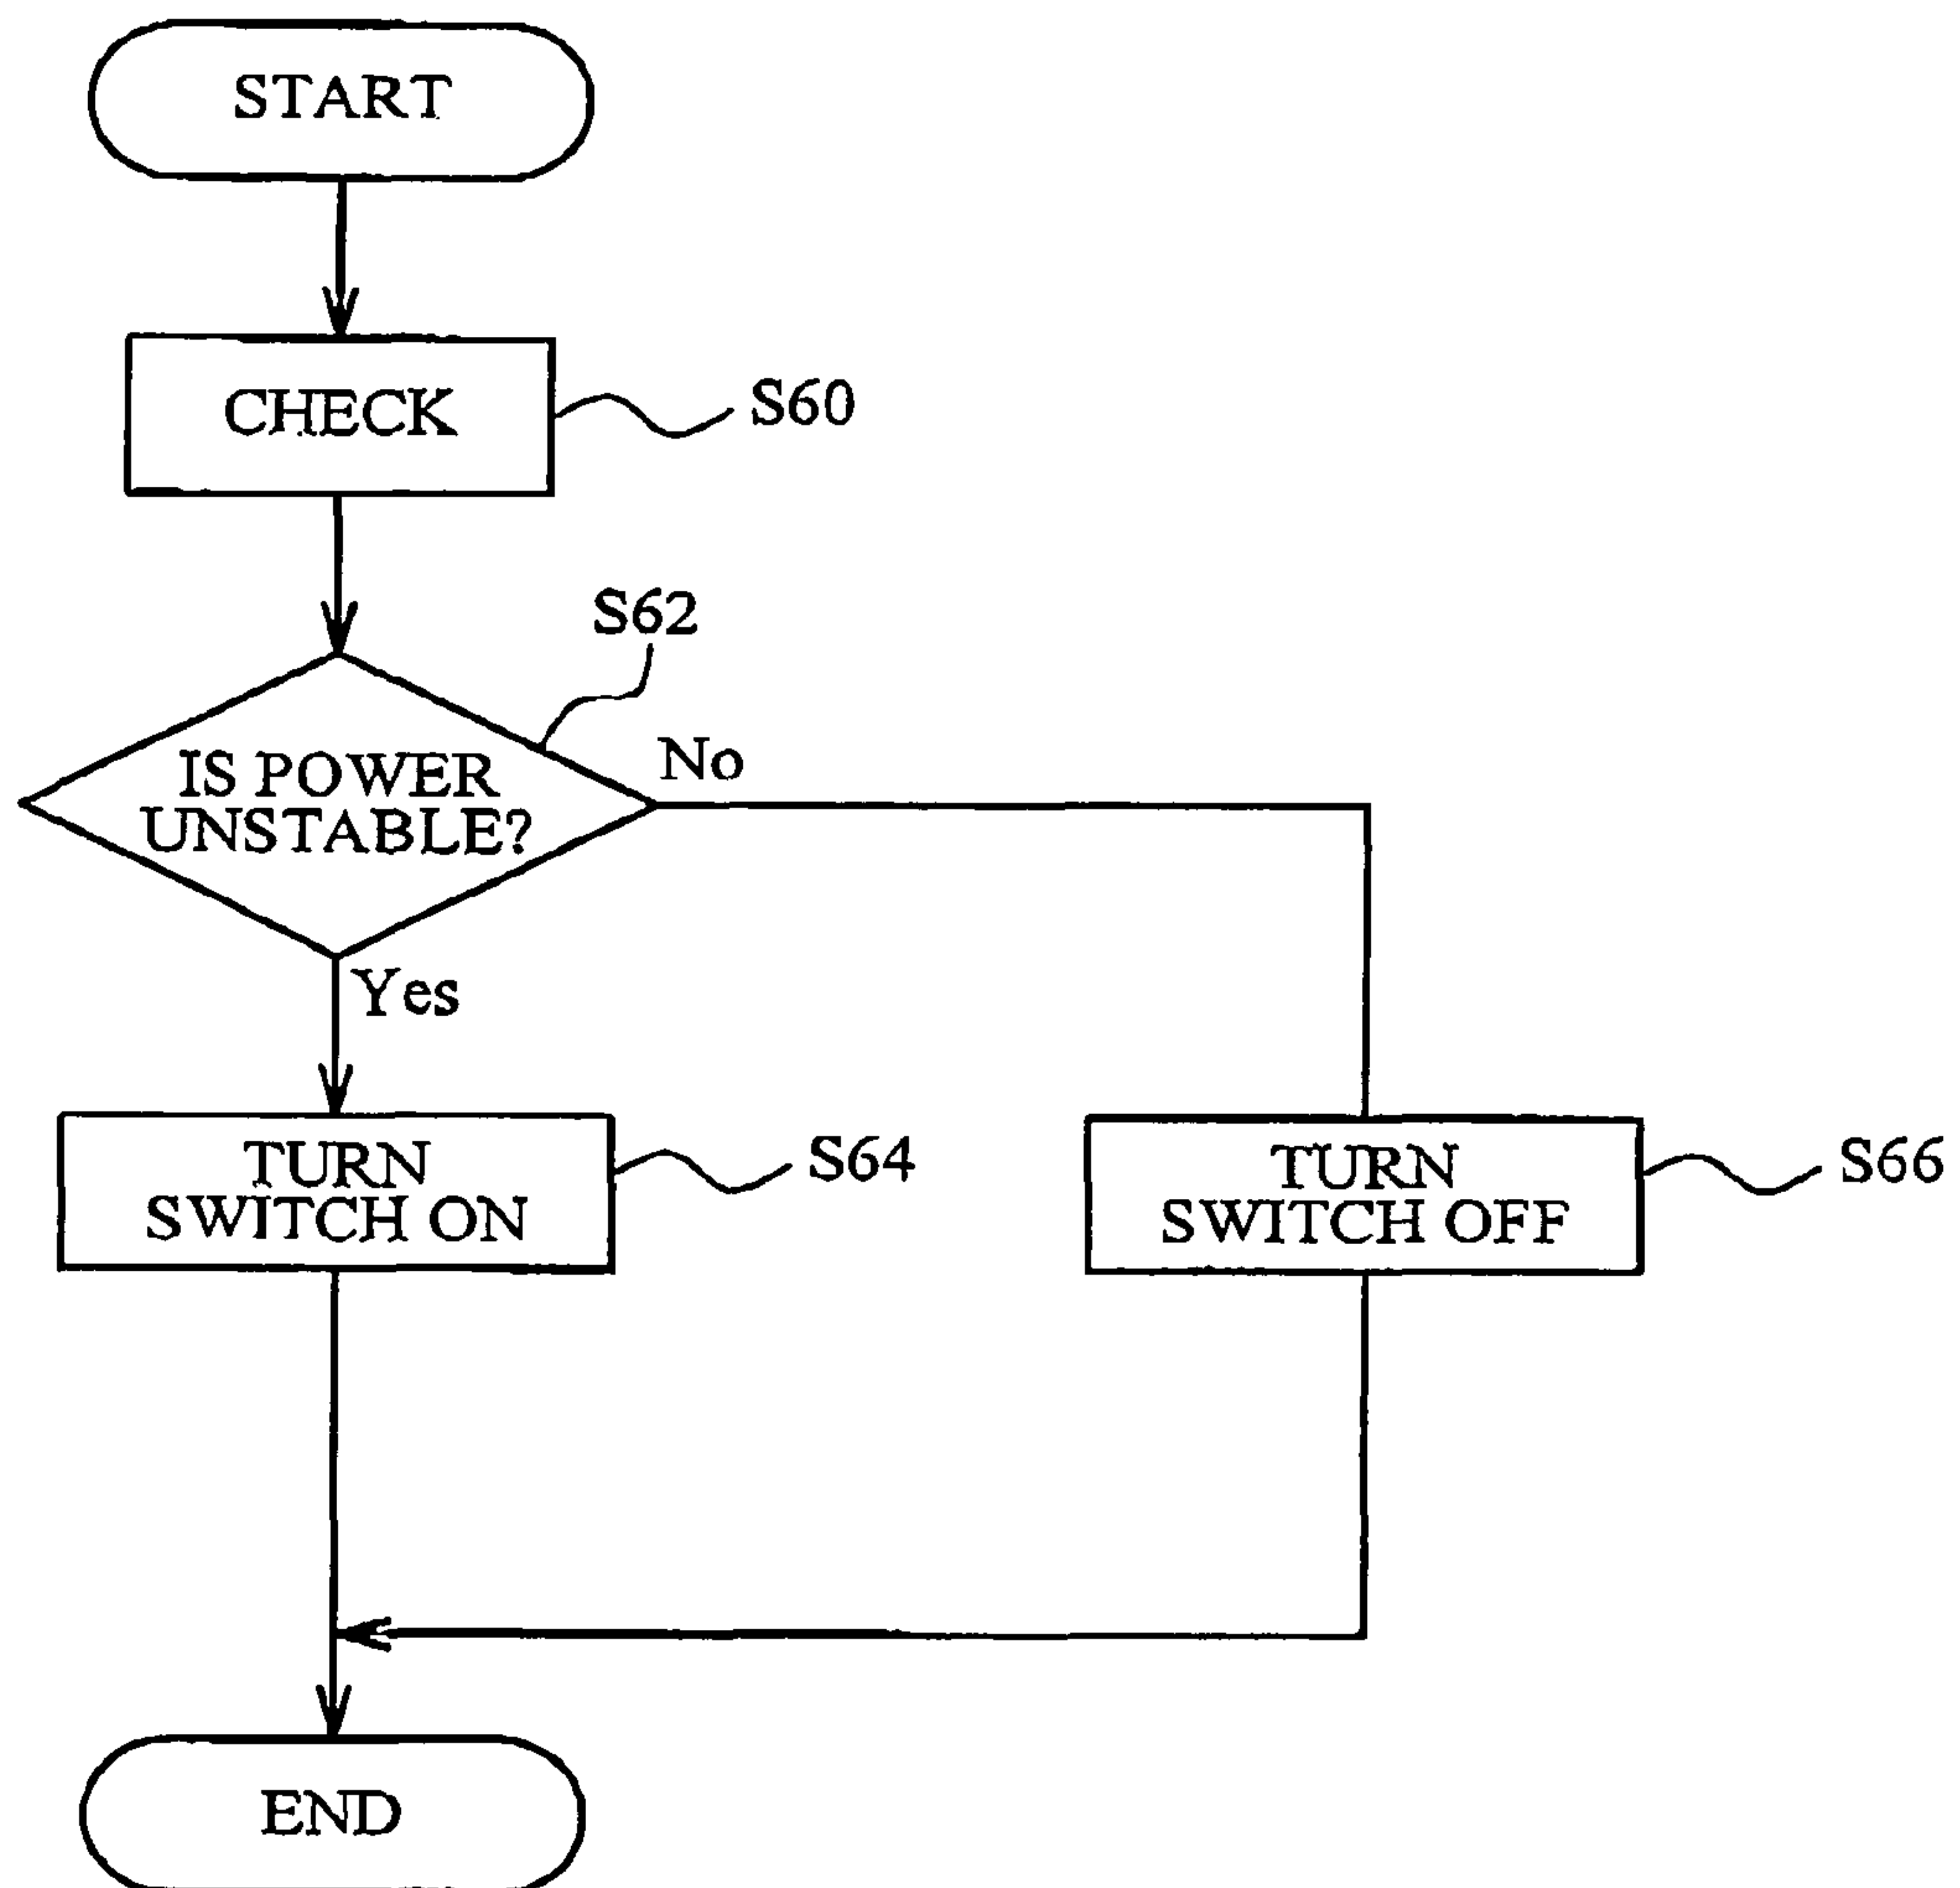 START
CHECK
S60
S62
IS POWER
UNSTABLE?
No
Yes
TURN
SWITCH ON
S64
TURN
SWITCH OFF
S66
END